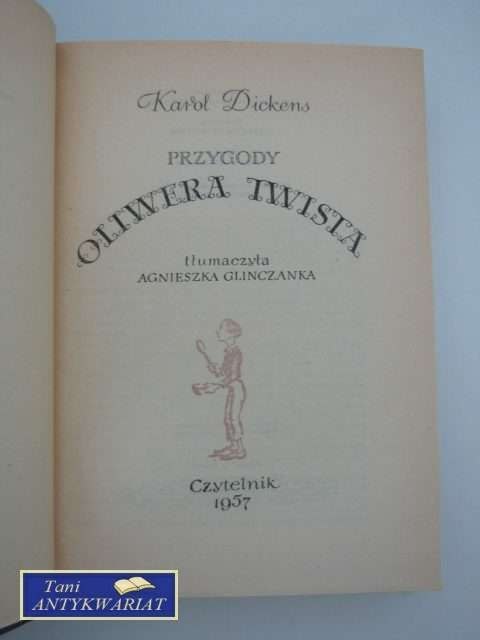 Karol Dickens
PRZYGODY
OLIWERA TWISTA
tłumaczyła
AGNIESZKA GLINCZANKA
Czytelnik
1957
Tani
ANTYKWARIAT